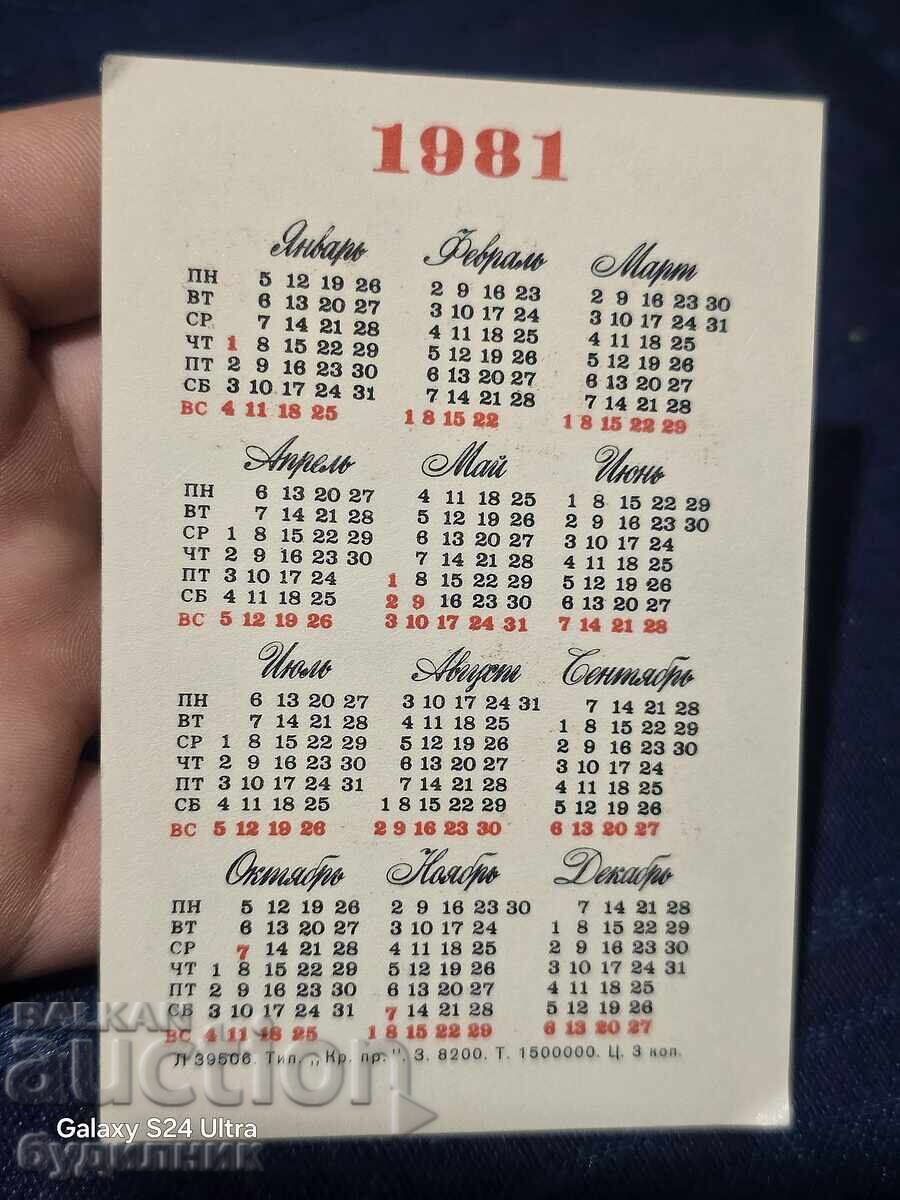 1981
Январь Февраль Март
ПН 5 12 19 26 2 9 16 23 2 9 16 23 30
ВТ 6 13 20 27 3 10 17 24 3 10 17 24 31
СР 7 14 21 28 4 11 18 25 4 11 18 25
ЧТ 1 8 15 22 29 5 12 19 26 5 12 19 26
ПТ 2 9 16 23 30 6 13 20 27 6 13 20 27
СБ 3 10 17 24 31 7 14 21 28 7 14 21 28
ВС 4 11 18 25 1 8 15 22 1 8 15 22 29
Апрель Май Июнь
ПН 6 13 20 27 4 11 18 25 1 8 15 22 29
ВТ 7 14 21 28 5 12 19 26 2 9 16 23 30
СР 1 8 15 22 29 6 13 20 27 3 10 17 24
ЧТ 2 9 16 23 30 7 14 21 28 4 11 18 25
ПТ 3 10 17 24 1 8 15 22 29 5 12 19 26
СБ 4 11 18 25 2 9 16 23 30 6 13 20 27
ВС 5 12 19 26 3 10 17 24 31 7 14 21 28
Июль Август Сентябрь
ПН 6 13 20 27 3 10 17 24 31 7 14 21 28
ВТ 7 14 21 28 4 11 18 25 1 8 15 22 29
СР 1 8 15 22 29 5 12 19 26 2 9 16 23 30
ЧТ 2 9 16 23 30 6 13 20 27 3 10 17 24
ПТ 3 10 17 24 31 7 14 21 28 4 11 18 25
СБ 4 11 18 25 1 8 15 22 29 5 12 19 26
ВС 5 12 19 26 2 9 16 23 30 6 13 20 27
Октябрь Ноябрь Декабрь
ПН 5 12 19 26 2 9 16 23 30 7 14 21 28
ВТ 6 13 20 27 3 10 17 24 1 8 15 22 29
СР 7 14 21 28 4 11 18 25 2 9 16 23 30
ЧТ 1 8 15 22 29 5 12 19 26 3 10 17 24 31
ПТ 2 9 16 23 30 6 13 20 27 4 11 18 25
СБ 3 10 17 24 31 7 14 21 28 5 12 19 26
ВС 4 11 18 25 1 8 15 22 29 6 13 20 27
Л 39506. Тип. „Кр. пр.". З. 8200. Т. 1500000. Ц. 3 коп.
BALKAN
auction
Galaxy S24 Ultra
будилник